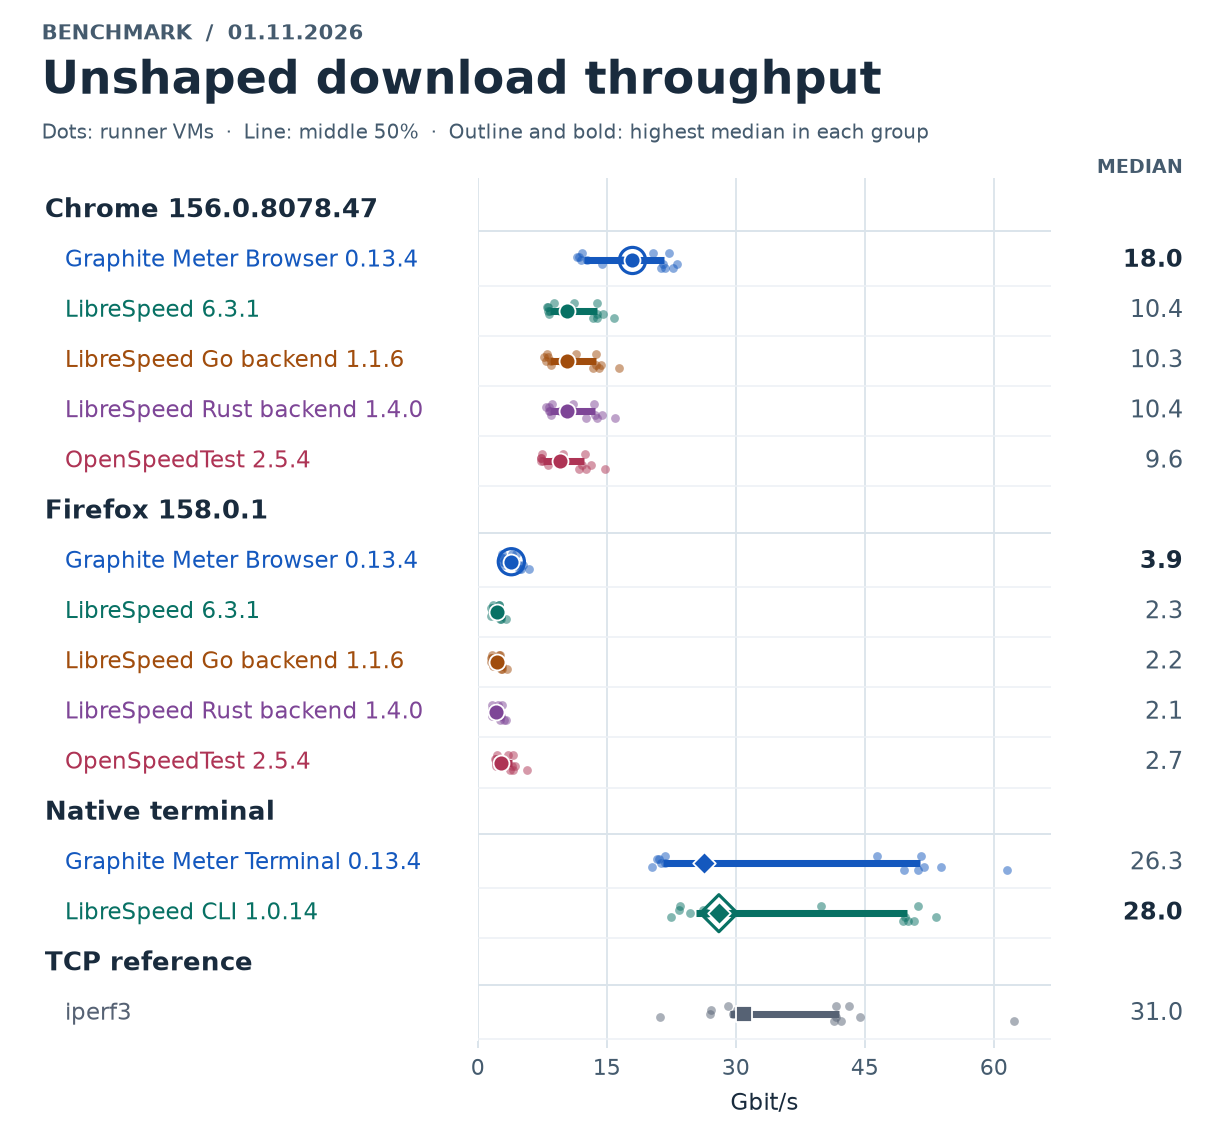 BENCHMARK / 01.11.2026
Unshaped download throughput
Dots: runner VMs · Line: middle 50% · Outline and bold: highest median in each group
MEDIAN
Chrome 156.0.8078.47
Graphite Meter Browser 0.13.4 18.0
LibreSpeed 6.3.1 10.4
LibreSpeed Go backend 1.1.6 10.3
LibreSpeed Rust backend 1.4.0 10.4
OpenSpeedTest 2.5.4 9.6
Firefox 158.0.1
Graphite Meter Browser 0.13.4 3.9
LibreSpeed 6.3.1 2.3
LibreSpeed Go backend 1.1.6 2.2
LibreSpeed Rust backend 1.4.0 2.1
OpenSpeedTest 2.5.4 2.7
Native terminal
Graphite Meter Terminal 0.13.4 26.3
LibreSpeed CLI 1.0.14 28.0
TCP reference
iperf3 31.0
0 15 30 45 60
Gbit/s